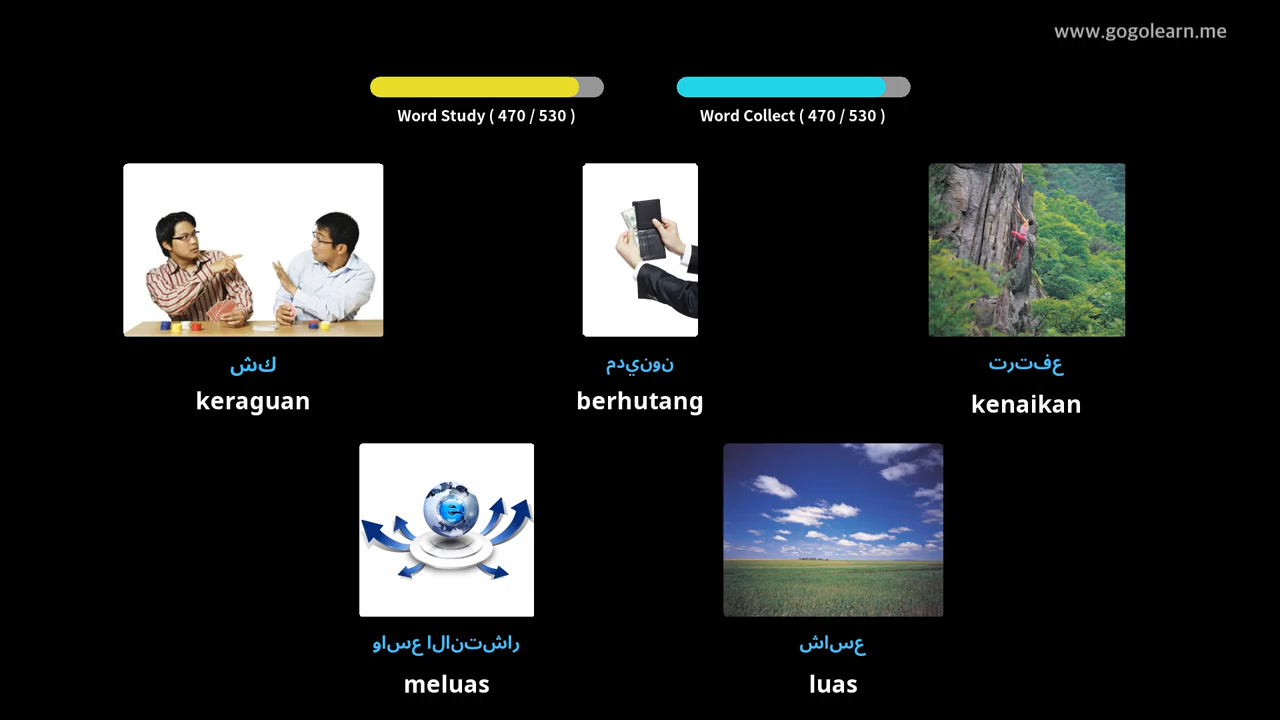 www.gogolearn.me
Word Study ( 470 / 530 )
Word Collect ( 470 / 530 )
شك
مدينون
ترتفع
keraguan
berhutang
kenaikan
واسع الانتشار
شاسع
meluas
luas